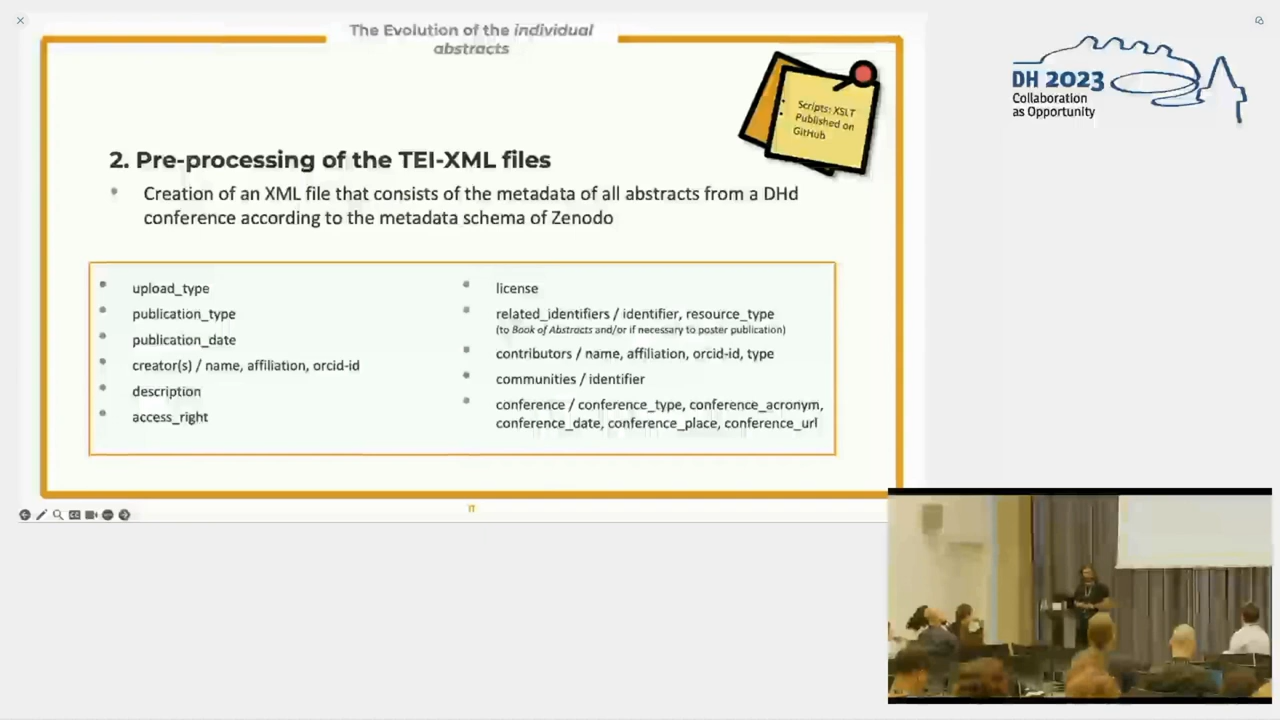 The Evolution of the individual
abstracts
Scripts: XSLT
Published on
GitHub
2. Pre-processing of the TEI-XML files
Creation of an XML file that consists of the metadata of all abstracts from a DHd
conference according to the metadata schema of Zenodo
upload_type
publication_type
publication_date
creator(s) / name, affiliation, orcid-id
description
access_right
license
related_identifiers / identifier, resource_type
(to Book of Abstracts and/or if necessary to poster publication)
contributors / name, affiliation, orcid-id, type
communities / identifier
conference / conference_type, conference_acronym,
conference_date, conference_place, conference_url
17
DH 2023
Collaboration
as Opportunity